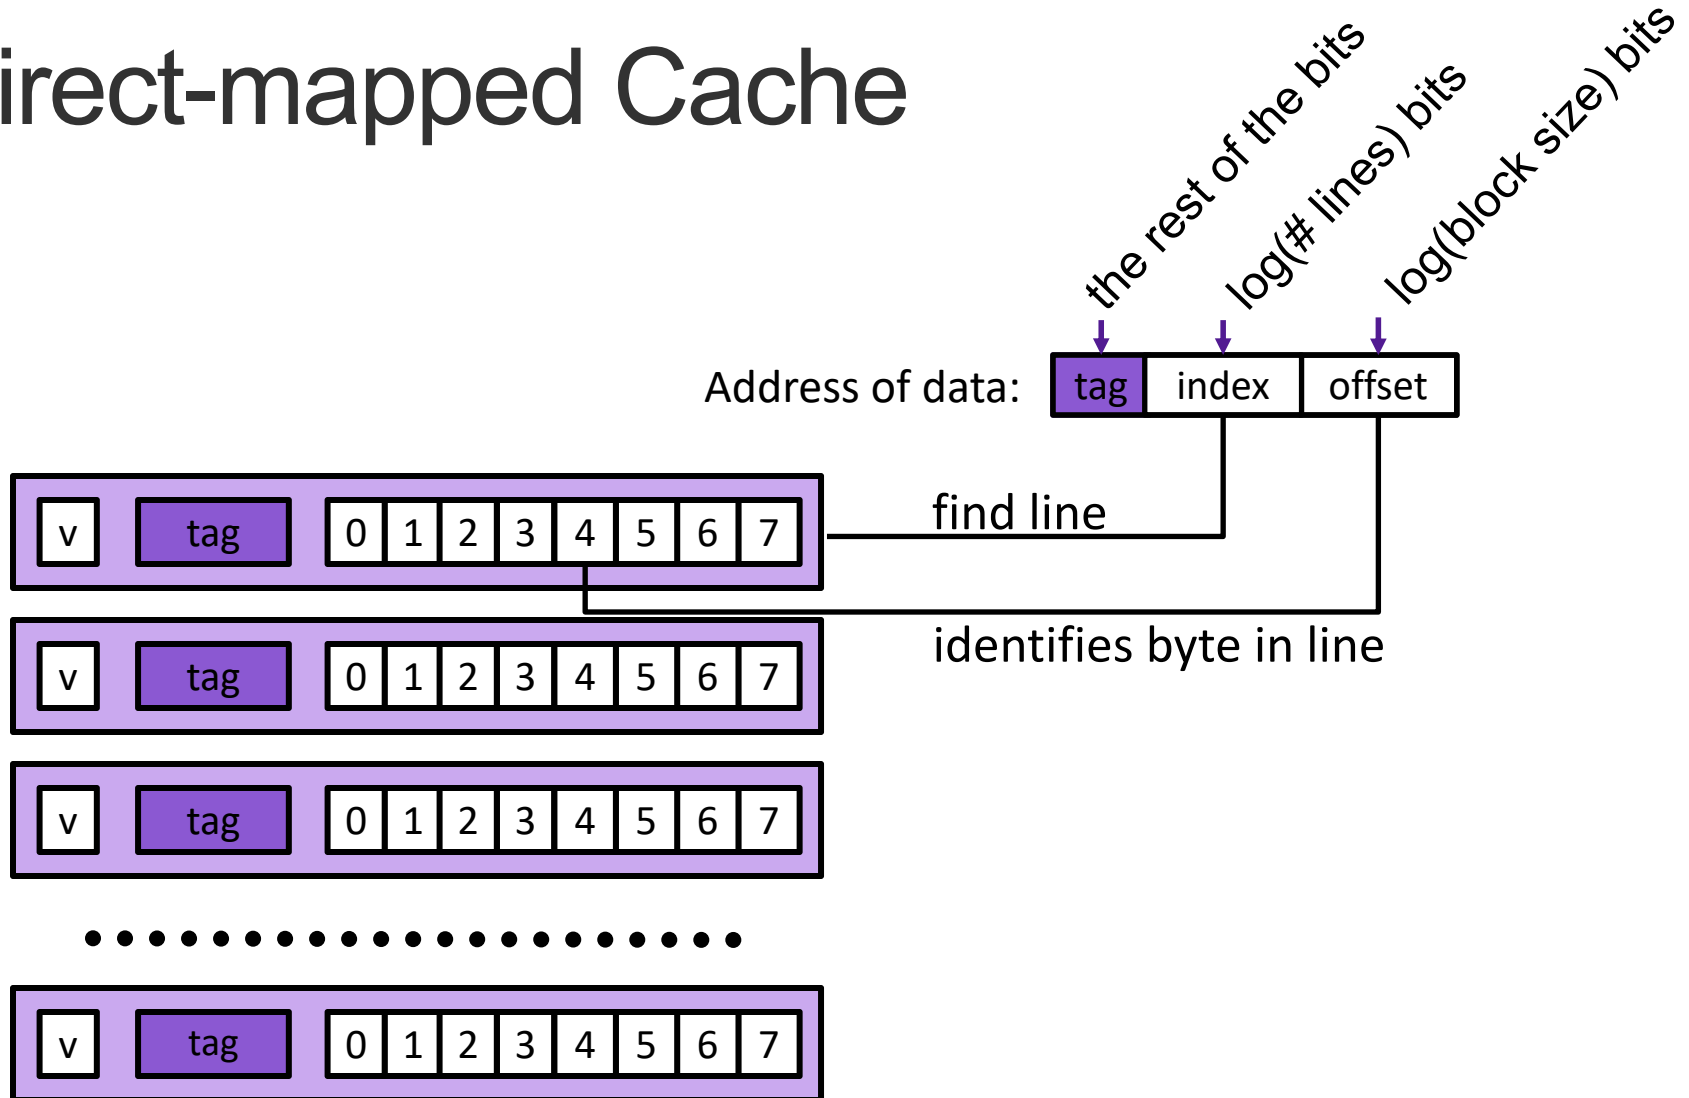 irect-mapped Cache
the rest of the bits
log(# lines) bits
log(block size) bits
Address of data:
tag index offset
v tag 0 1 2 3 4 5 6 7
find line
identifies byte in line
v tag 0 1 2 3 4 5 6 7
v tag 0 1 2 3 4 5 6 7
v tag 0 1 2 3 4 5 6 7